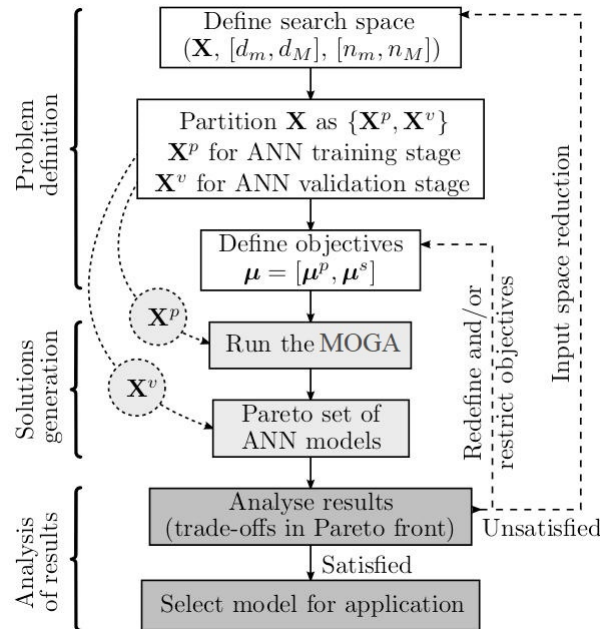 Define search space
(X, [d_m, d_M], [n_m, n_M])
Partition X as {X^p, X^v}
X^p for ANN training stage
X^v for ANN validation stage
Define objectives
μ = [μ^p, μ^s]
Problem
definition
X^p
Run the MOGA
X^v
Pareto set of
ANN models
Solutions
generation
Redefine and/or
restrict objectives
Input space reduction
Analyse results
(trade-offs in Pareto front)
Unsatisfied
Satisfied
Select model for application
Analysis
of results